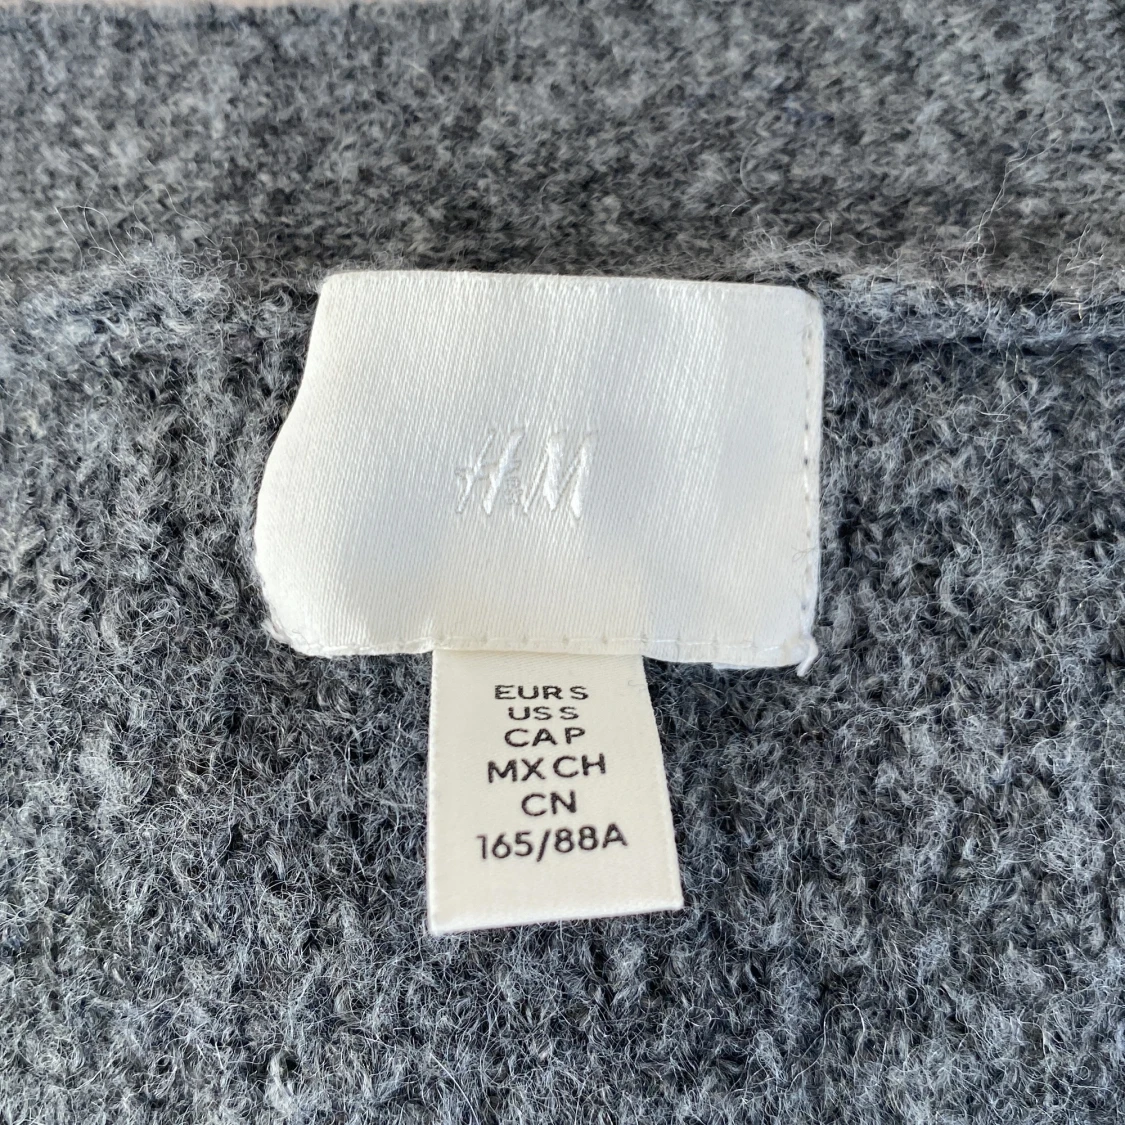 H&M
EUR S
US S
CA P
MX CH
CN
165/88A